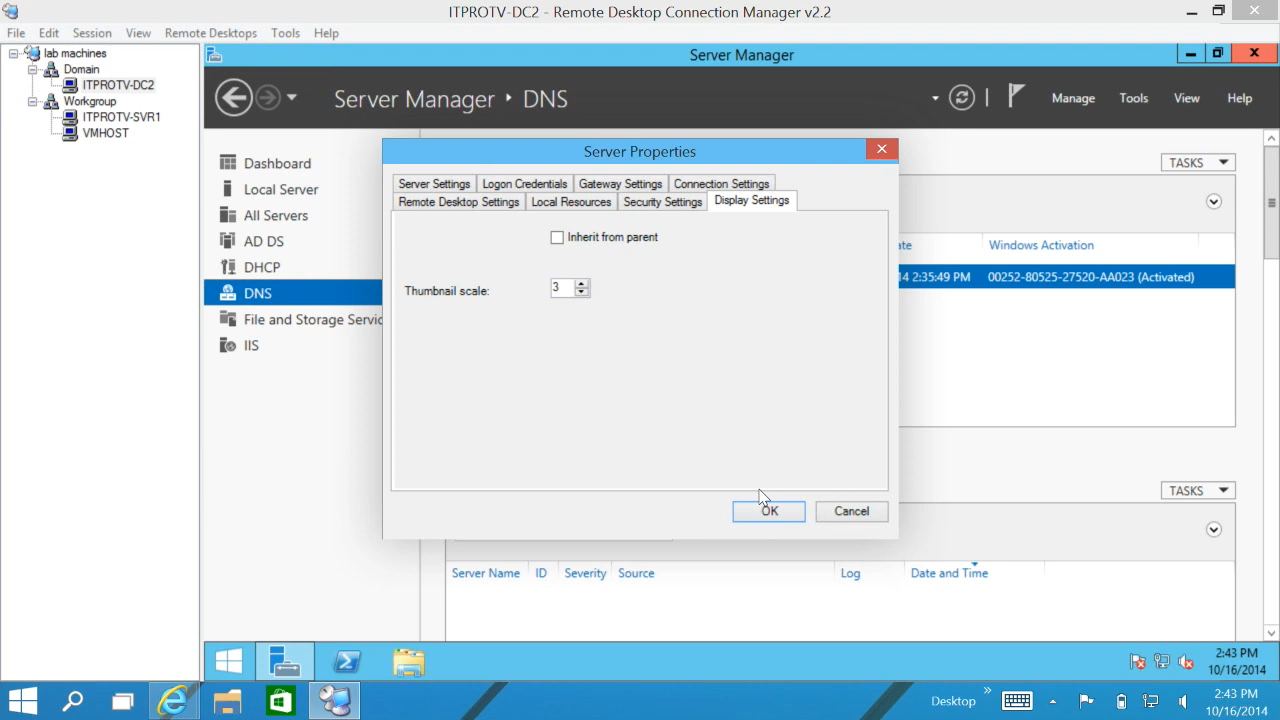 ITPROTV-DC2 - Remote Desktop Connection Manager v2.2
File Edit Session View Remote Desktops Tools Help
lab machines
Domain
ITPROTV-DC2
Workgroup
ITPROTV-SVR1
VMHOST
Server Manager
Server Manager DNS
Manage Tools View Help
Dashboard
Local Server
All Servers
AD DS
DHCP
DNS
File and Storage Servic
IIS
TASKS
Windows Activation
14 2:35:49 PM 00252-80525-27520-AA023 (Activated)
Server Properties
Server Settings Logon Credentials Gateway Settings Connection Settings
Remote Desktop Settings Local Resources Security Settings Display Settings
Inherit from parent
Thumbnail scale: 3
OK Cancel
TASKS
Server Name ID Severity Source Log Date and Time
2:43 PM
10/16/2014
Desktop
2:43 PM
10/16/2014